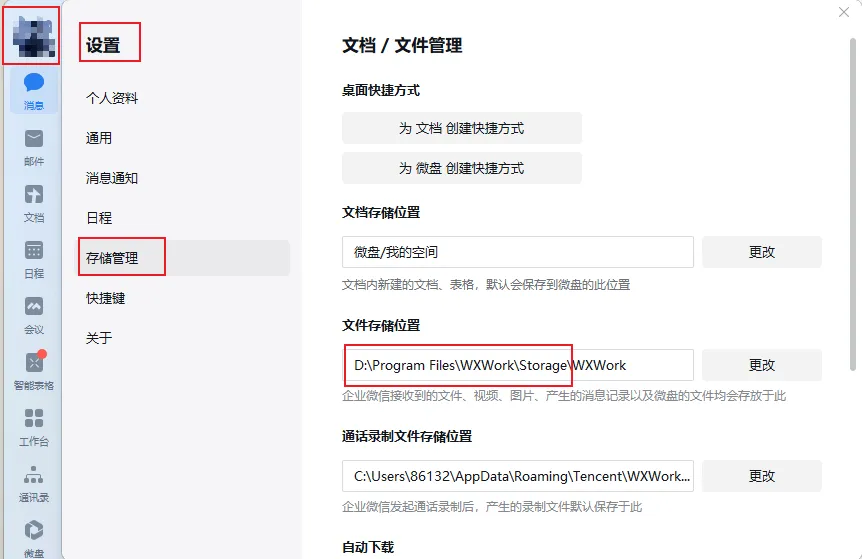 消息
邮件
文档
日程
会议
智能表格
工作台
通讯录
微盘
设置
个人资料
通用
消息通知
日程
存储管理
快捷键
关于
文档 / 文件管理
桌面快捷方式
为 文档 创建快捷方式
为 微盘 创建快捷方式
文档存储位置
微盘/我的空间
更改
文档内新建的文档、表格，默认会保存到微盘的此位置
文件存储位置
D:\Program Files\WXWork\Storage\WXWork
更改
企业微信接收到的文件、视频、图片、产生的消息记录以及微盘的文件均会存放于此
通话录制文件存储位置
C:\Users\86132\AppData\Roaming\Tencent\WXWork...
更改
企业微信发起通话录制后，产生的录制文件默认保存于此
自动下载